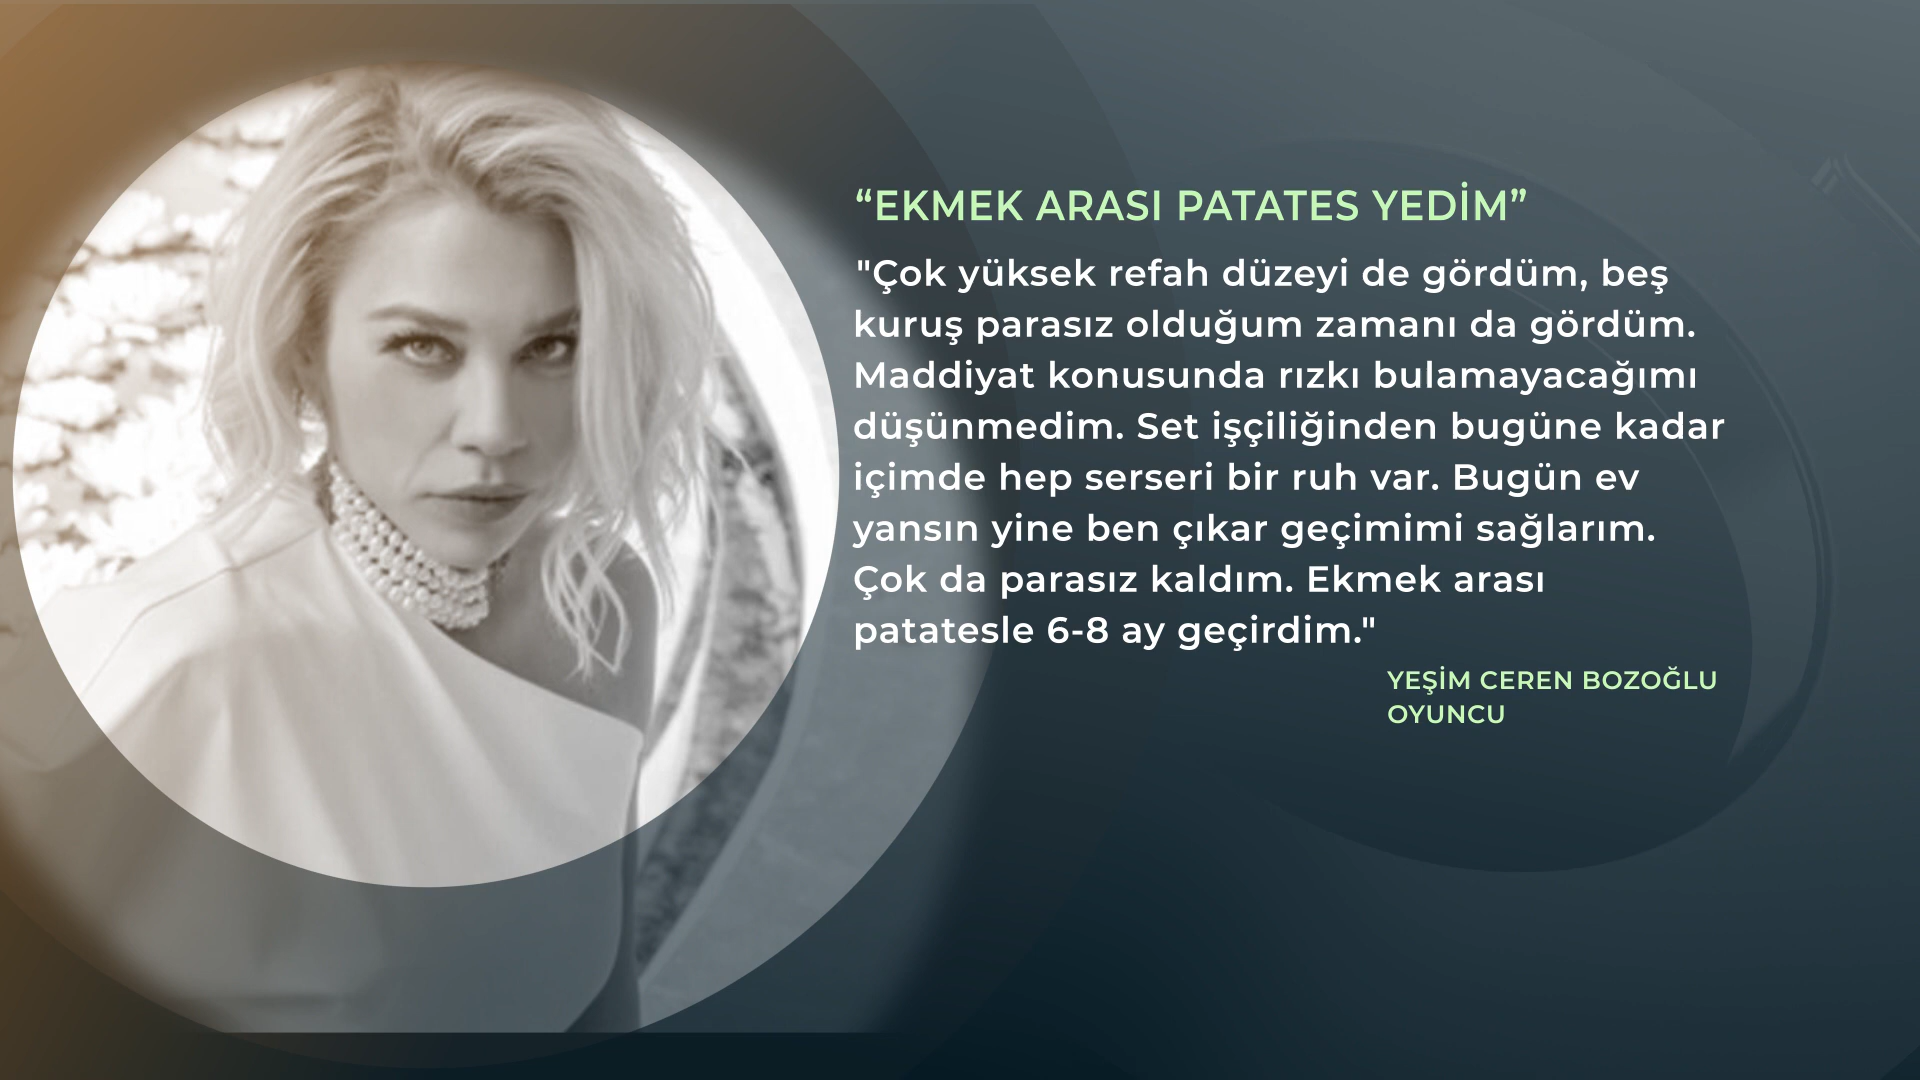 “EKMEK ARASI PATATES YEDİM”
"Çok yüksek refah düzeyi de gördüm, beş
kuruş parasız olduğum zamanı da gördüm.
Maddiyat konusunda rızkı bulamayacağımı
düşünmedim. Set işçiliğinden bugüne kadar
içimde hep serseri bir ruh var. Bugün ev
yansın yine ben çıkar geçimimi sağlarım.
Çok da parasız kaldım. Ekmek arası
patatesle 6-8 ay geçirdim."
YEŞİM CEREN BOZOĞLU
OYUNCU